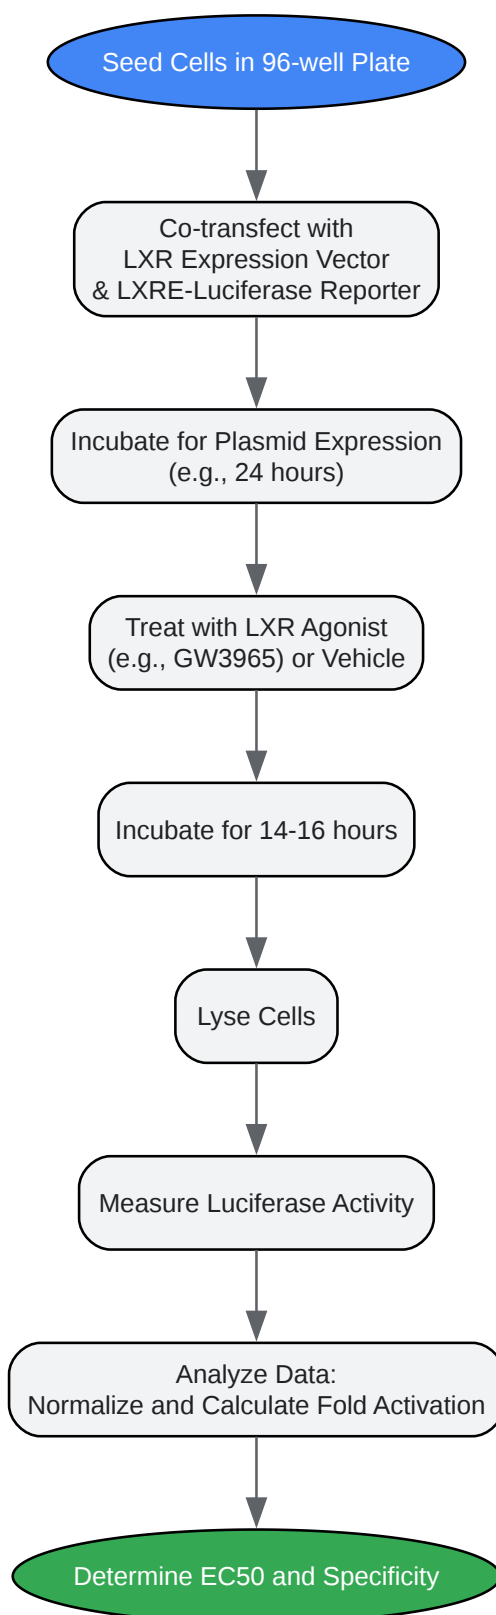 Seed Cells in 96-well Plate
Co-transfect with
LXR Expression Vector
& LXRE-Luciferase Reporter
Incubate for Plasmid Expression
(e.g., 24 hours)
Treat with LXR Agonist
(e.g., GW3965) or Vehicle
Incubate for 14-16 hours
Lyse Cells
Measure Luciferase Activity
Analyze Data:
Normalize and Calculate Fold Activation
Determine EC50 and Specificity